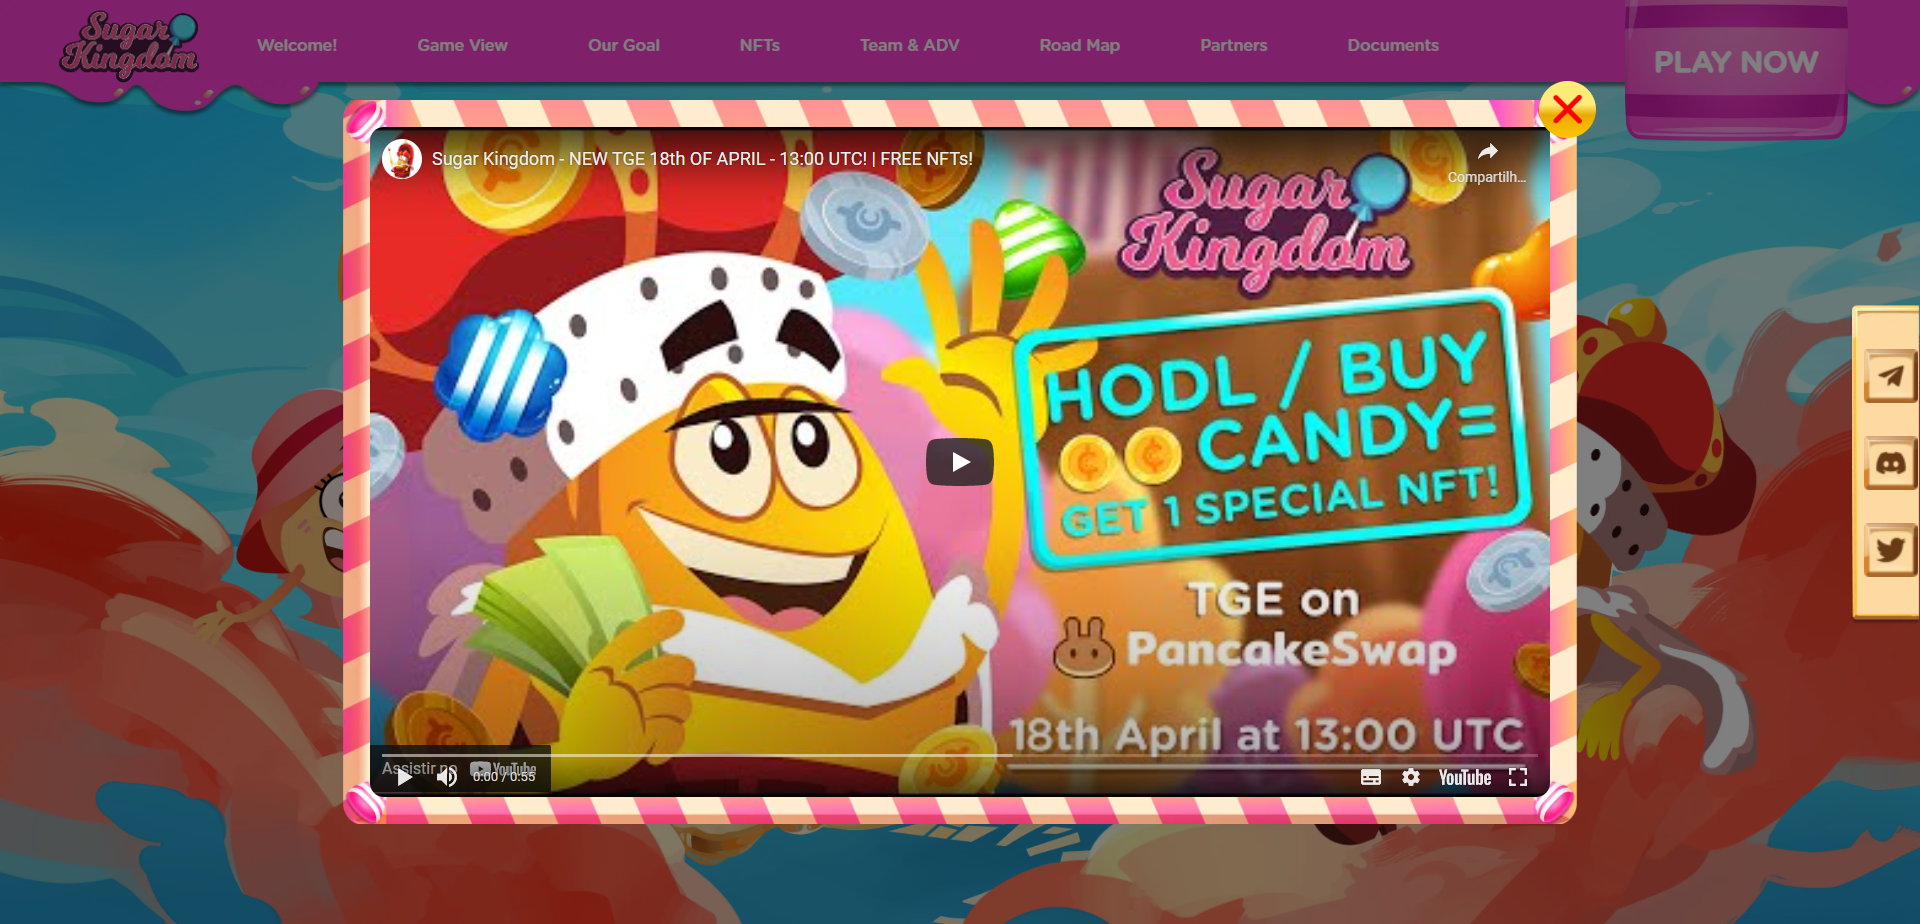 Sugar Kingdom
Welcome!
Game View
Our Goal
NFTs
Team & ADV
Road Map
Partners
Documents
PLAY NOW
Sugar Kingdom - NEW TGE 18th OF APRIL - 13:00 UTC! | FREE NFTs!
Compartilh...
Sugar
Kingdom
HODL / BUY
CANDY=
GET 1 SPECIAL NFT!
TGE on
PancakeSwap
18th April at 13:00 UTC
Assistir no YouTube
0:00 / 0:55
YouTube